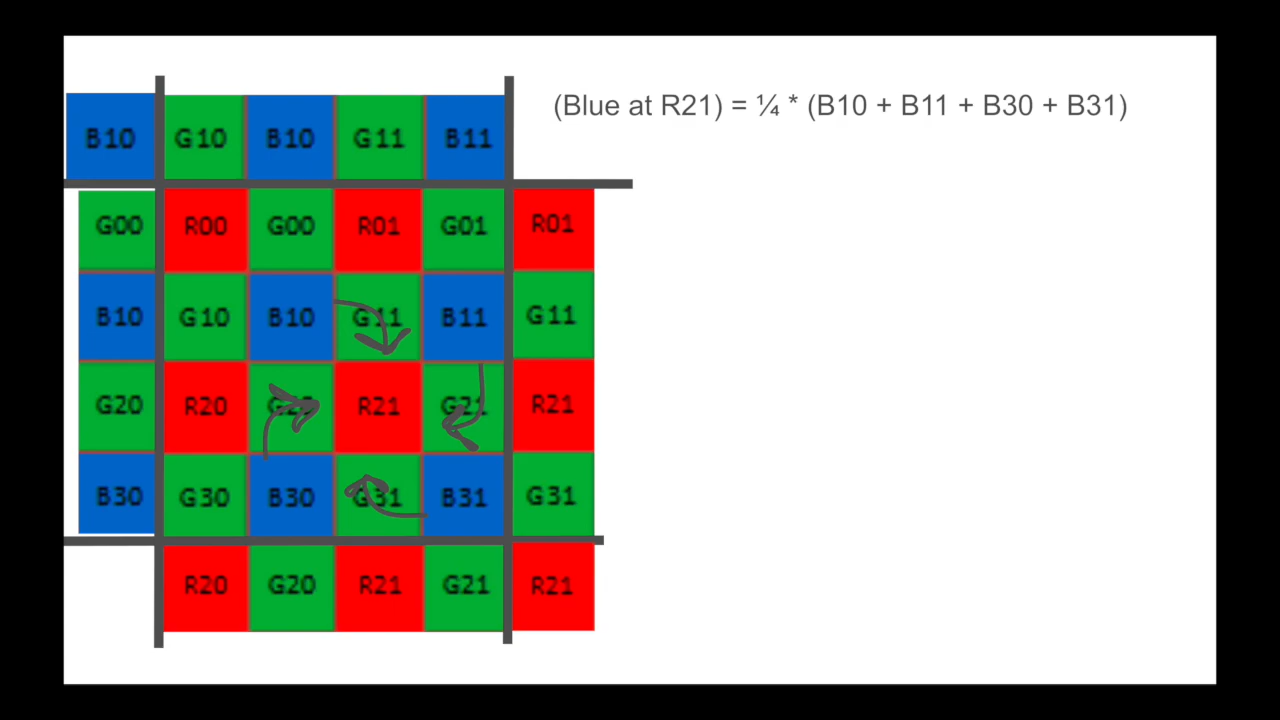 (Blue at R21) = ¼ * (B10 + B11 + B30 + B31)
B10 G10 B10 G11 B11
G00 R00 G00 R01 G01 R01
B10 G10 B10 G11 B11 G11
G20 R20 G20 R21 G21 R21
B30 G30 B30 G31 B31 G31
R20 G20 R21 G21 R21